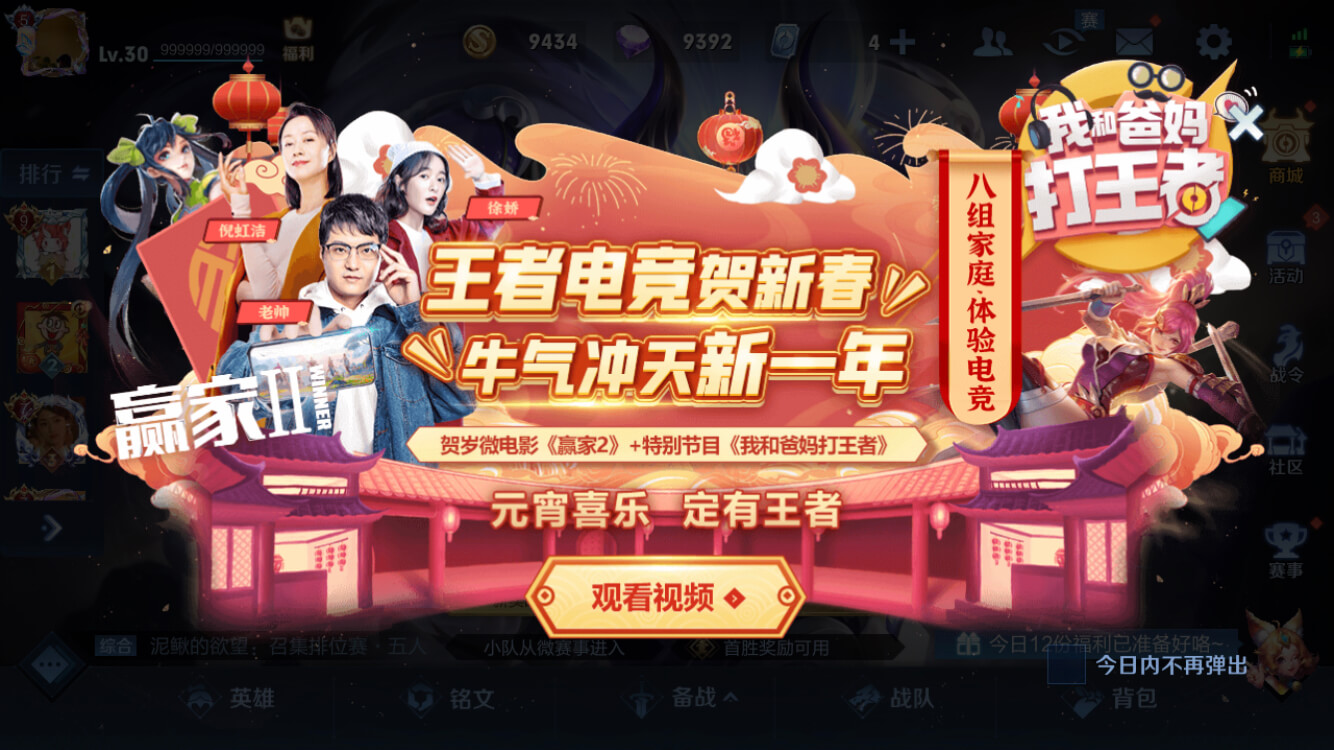 5
Lv.30
999999/999999
福利
9434
9392
4
赛
排行
9
1
2
7
商城
3
活动
战令
社区
赛事
倪虹洁
徐娇
老帅
赢家II
WINNER
我和爸妈
打王者
八组家庭·体验电竞
王者电竞贺新春
牛气冲天新一年
贺岁微电影《赢家2》+特别节目《我和爸妈打王者》
元宵喜乐 定有王者
观看视频
综合 泥鳅的欲望：召集排位赛·五人
小队从微赛事进入
首胜奖励可用
今日12份福利已准备好咯~
今日内不再弹出
英雄
铭文
备战
战队
背包